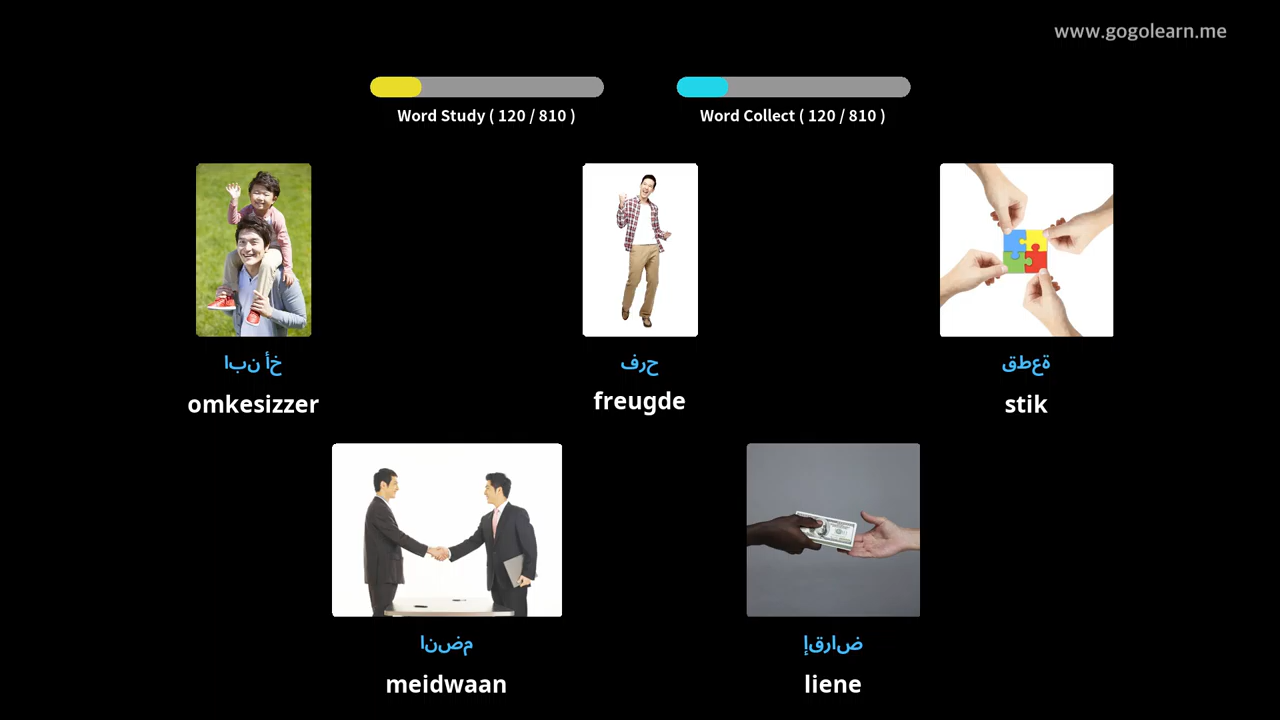 www.gogolearn.me
Word Study ( 120 / 810 )
Word Collect ( 120 / 810 )
ابن أخ
omkesizzer
فرح
freugde
قطعة
stik
انضم
meidwaan
إقراض
liene